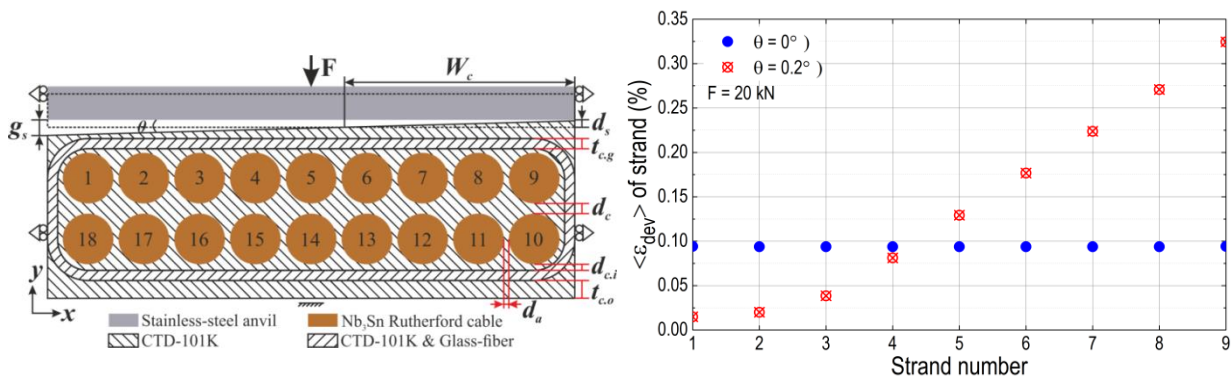 F
W_c
θ
g_s
d_s
t_c.g
1 2 3 4 5 6 7 8 9
d_c
18 17 16 15 14 13 12 11 10
d_c.i
t_c.o
y
x
d_a
Stainless-steel anvil
Nb₃Sn Rutherford cable
CTD-101K
CTD-101K & Glass-fiber
<ε_dev> of strand (%)
0.35
0.30
0.25
0.20
0.15
0.10
0.05
0.00
θ = 0° )
θ = 0.2° )
F = 20 kN
1 2 3 4 5 6 7 8 9
Strand number